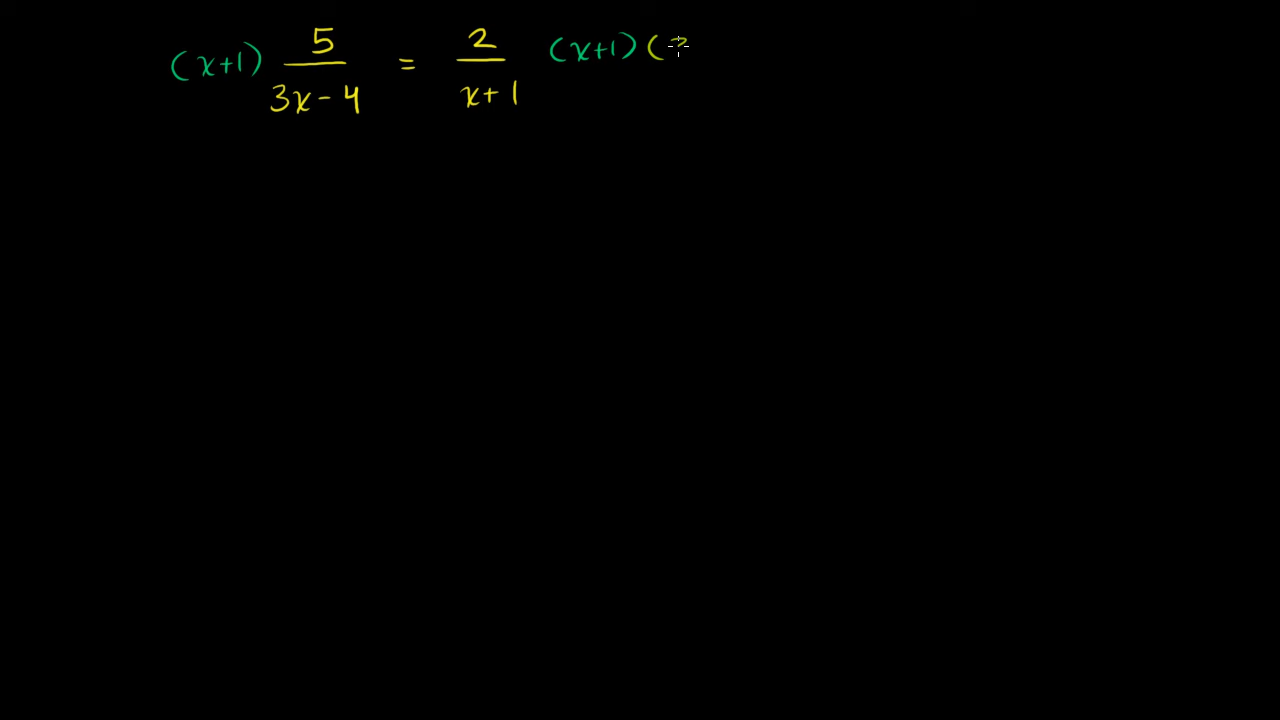 (x+1) 5/(3x-4) = 2/(x+1) (x+1)(